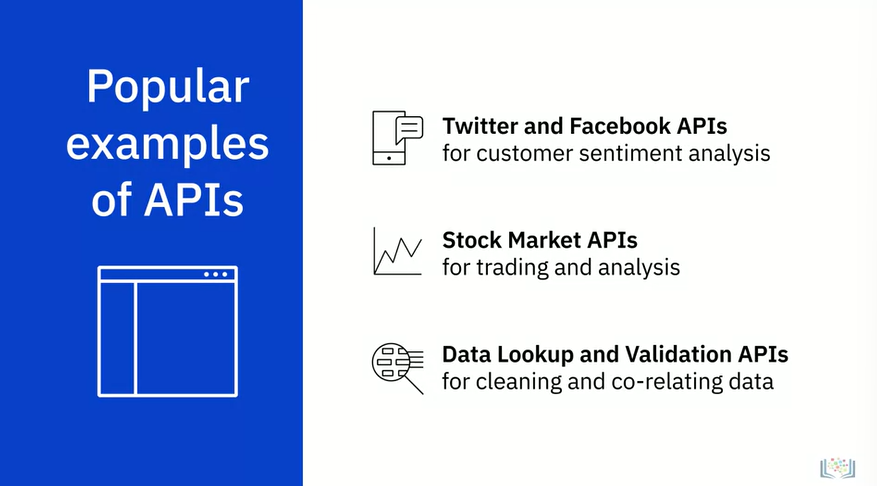 Popular
examples
of APIs
Twitter and Facebook APIs
for customer sentiment analysis
Stock Market APIs
for trading and analysis
Data Lookup and Validation APIs
for cleaning and co-relating data